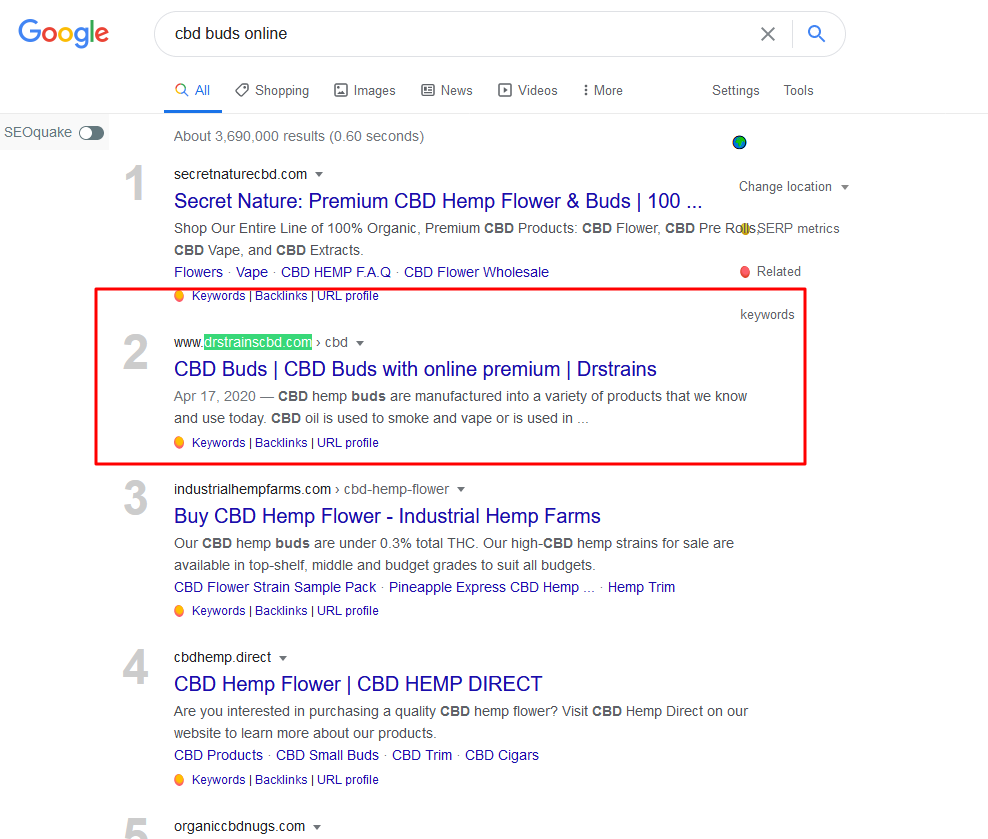 Google
cbd buds online
All Shopping Images News Videos More Settings Tools
SEOquake
About 3,690,000 results (0.60 seconds)
Change location
SERP metrics
Related
keywords
1
secretnaturecbd.com
Secret Nature: Premium CBD Hemp Flower & Buds | 100 ...
Shop Our Entire Line of 100% Organic, Premium CBD Products: CBD Flower, CBD Pre Rolls,
CBD Vape, and CBD Extracts.
Flowers · Vape · CBD HEMP F.A.Q · CBD Flower Wholesale
Keywords | Backlinks | URL profile
2
www.drstrainscbd.com › cbd
CBD Buds | CBD Buds with online premium | Drstrains
Apr 17, 2020 — CBD hemp buds are manufactured into a variety of products that we know
and use today. CBD oil is used to smoke and vape or is used in ...
Keywords | Backlinks | URL profile
3
industrialhempfarms.com › cbd-hemp-flower
Buy CBD Hemp Flower - Industrial Hemp Farms
Our CBD hemp buds are under 0.3% total THC. Our high-CBD hemp strains for sale are
available in top-shelf, middle and budget grades to suit all budgets.
CBD Flower Strain Sample Pack · Pineapple Express CBD Hemp ... · Hemp Trim
Keywords | Backlinks | URL profile
4
cbdhemp.direct
CBD Hemp Flower | CBD HEMP DIRECT
Are you interested in purchasing a quality CBD hemp flower? Visit CBD Hemp Direct on our
website to learn more about our products.
CBD Products · CBD Small Buds · CBD Trim · CBD Cigars
Keywords | Backlinks | URL profile
5
organiccbdnugs.com